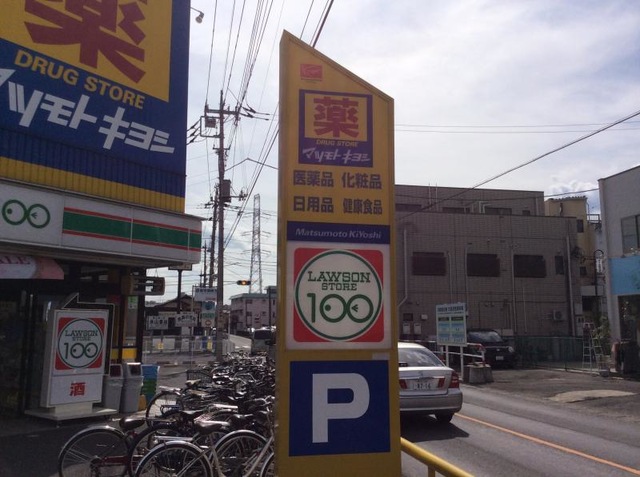 薬
DRUG STORE
マツモトキヨシ
薬
DRUG STORE
マツモトキヨシ
医薬品 化粧品
日用品 健康食品
Matsumoto KiYoshi
LAWSON
STORE
100
P
LAWSON
STORE
100
酒